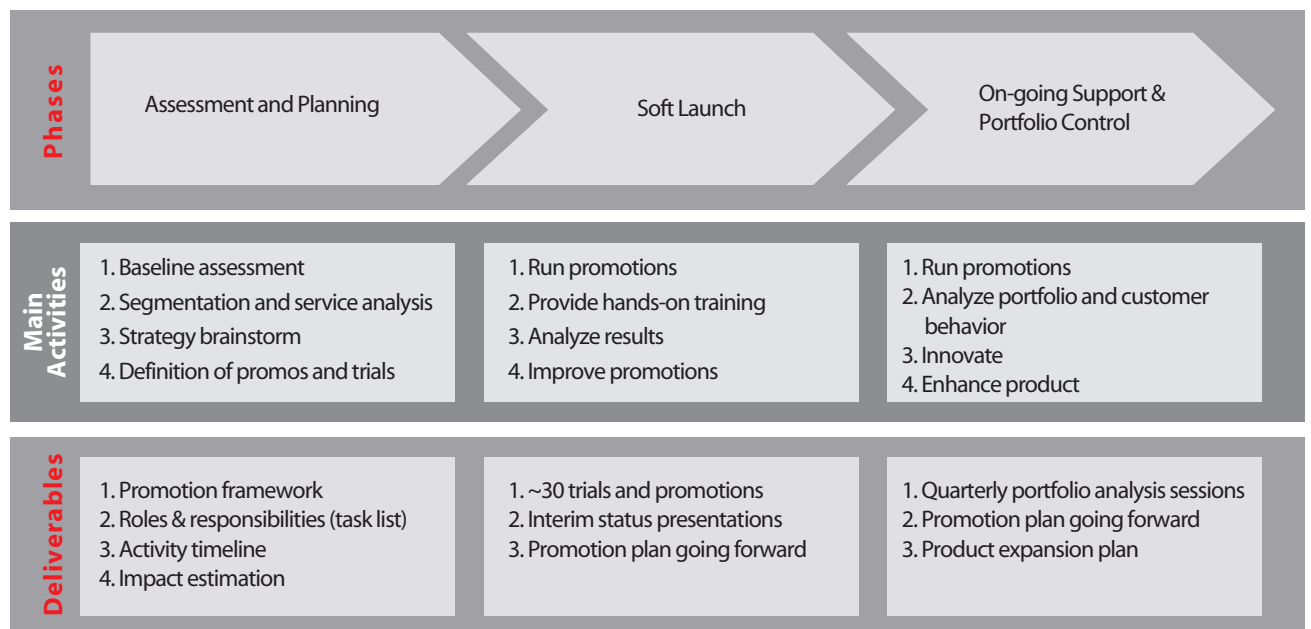 Phases
Assessment and Planning
Soft Launch
On-going Support &
Portfolio Control
Main
Activities
1. Baseline assessment
2. Segmentation and service analysis
3. Strategy brainstorm
4. Definition of promos and trials
1. Run promotions
2. Provide hands-on training
3. Analyze results
4. Improve promotions
1. Run promotions
2. Analyze portfolio and customer
behavior
3. Innovate
4. Enhance product
Deliverables
1. Promotion framework
2. Roles & responsibilities (task list)
3. Activity timeline
4. Impact estimation
1. ~30 trials and promotions
2. Interim status presentations
3. Promotion plan going forward
1. Quarterly portfolio analysis sessions
2. Promotion plan going forward
3. Product expansion plan